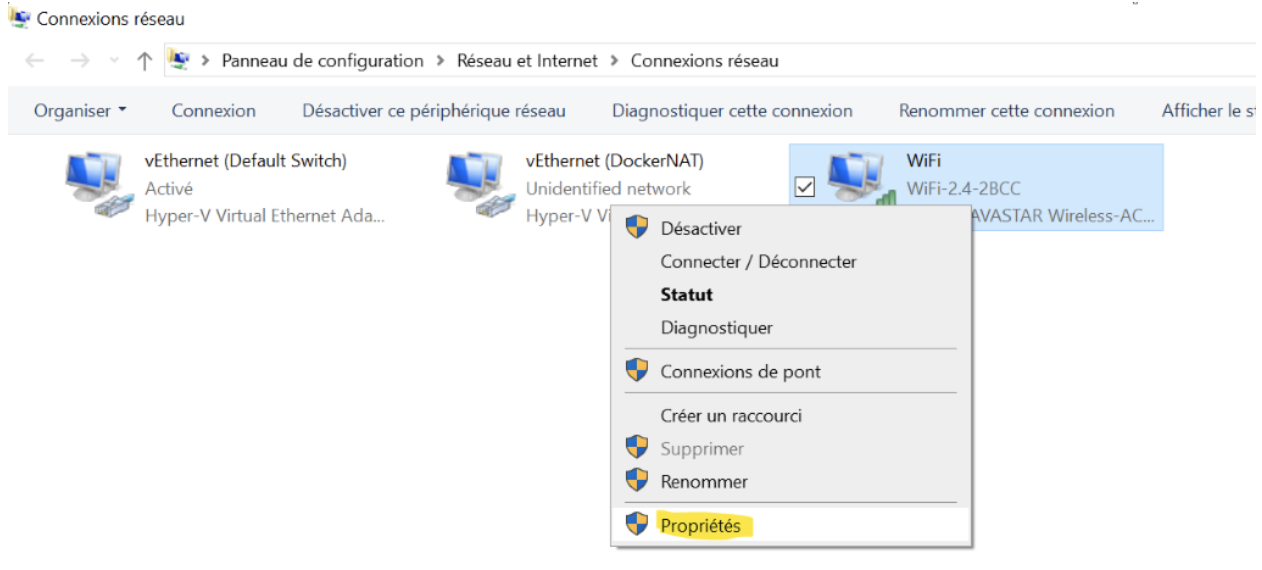 Connexions réseau
Panneau de configuration > Réseau et Internet > Connexions réseau
Organiser Connexion Désactiver ce périphérique réseau Diagnostiquer cette connexion Renommer cette connexion Afficher le
vEthernet (Default Switch)
Activé
Hyper-V Virtual Ethernet Ada...
vEthernet (DockerNAT)
Unidentified network
Hyper-V
WiFi
WiFi-2.4-2BCC
AVASTAR Wireless-AC...
Désactiver
Connecter / Déconnecter
Statut
Diagnostiquer
Connexions de pont
Créer un raccourci
Supprimer
Renommer
Propriétés